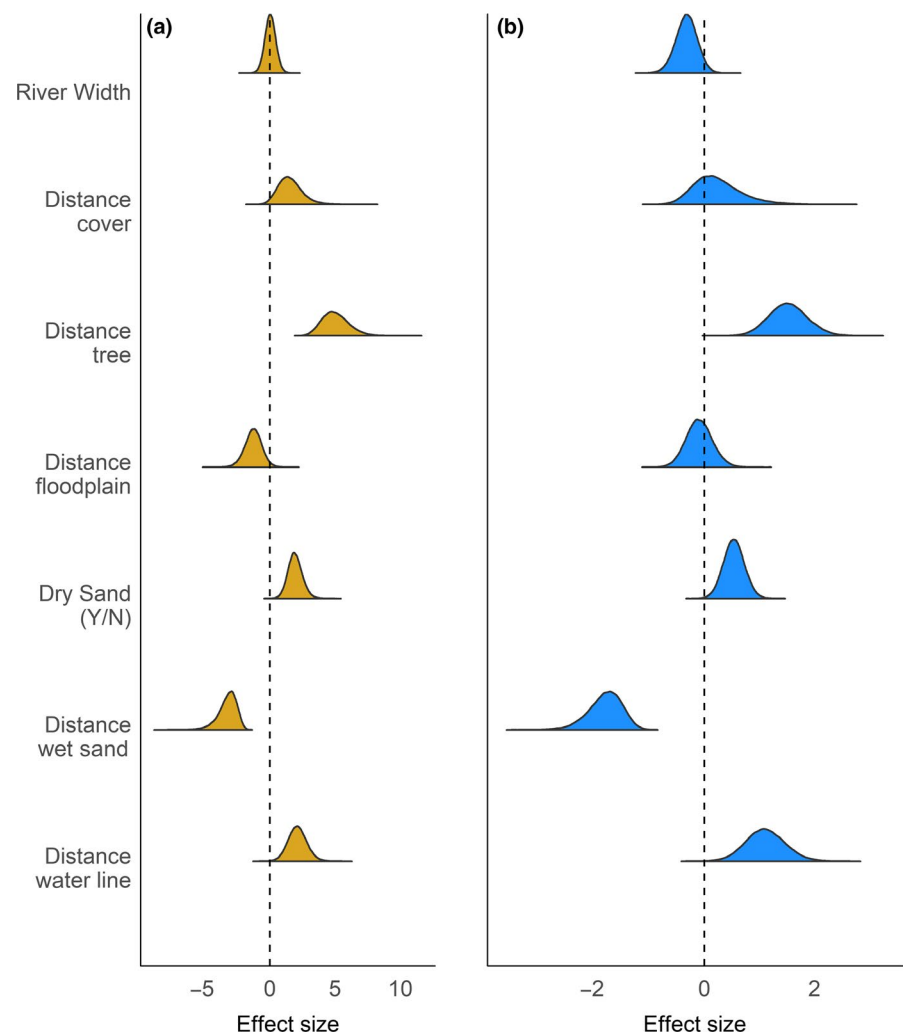 (a)
(b)
River Width
Distance
cover
Distance
tree
Distance
floodplain
Dry Sand
(Y/N)
Distance
wet sand
Distance
water line
−5 0 5 10
−2 0 2
Effect size
Effect size